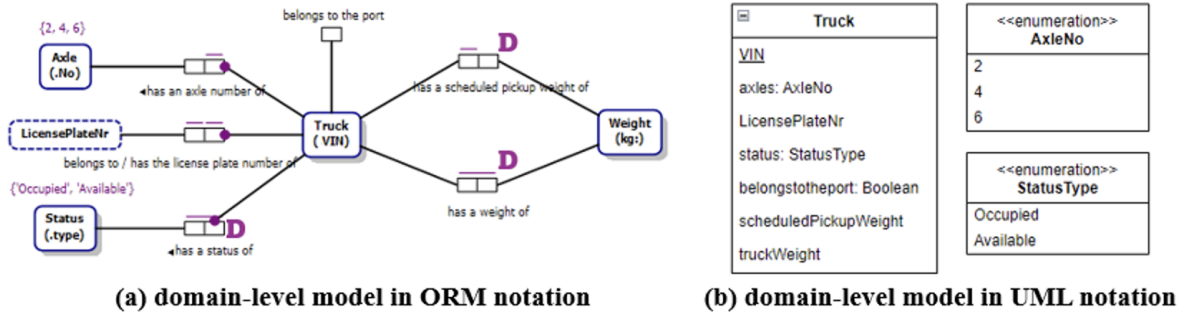 belongs to the port
{2, 4, 6}
Axle
(.No)
D
◂has an axle number of
has a scheduled pickup weight of
LicensePlateNr
Truck
( VIN)
Weight
(kg:)
belongs to / has the license plate number of
D
{'Occupied', 'Available'}
Status
(.type)
D
has a weight of
◂has a status of
(a) domain-level model in ORM notation
Truck
VIN
axles: AxleNo
LicensePlateNr
status: StatusType
belongstotheport: Boolean
scheduledPickupWeight
truckWeight
<<enumeration>>
AxleNo
2
4
6
<<enumeration>>
StatusType
Occupied
Available
(b) domain-level model in UML notation